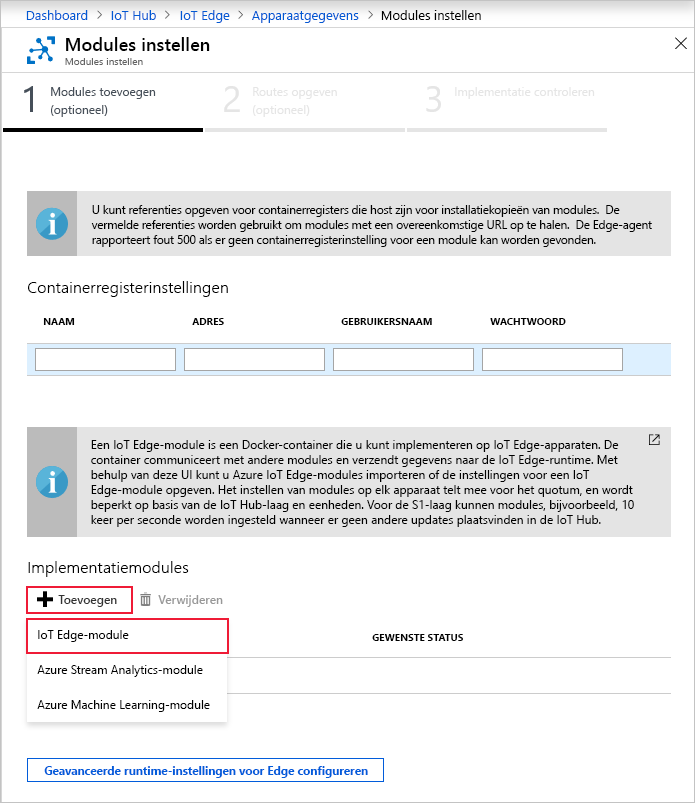 Dashboard > IoT Hub > IoT Edge > Apparaatgegevens > Modules instellen
Modules instellen
Modules instellen
1 Modules toevoegen
(optioneel)
2 Routes opgeven
(optioneel)
3 Implementatie controleren
U kunt referenties opgeven voor containerregisters die host zijn voor installatiekopieën van modules. De
vermelde referenties worden gebruikt om modules met een overeenkomstige URL op te halen. De Edge-agent
rapporteert fout 500 als er geen containerregisterinstelling voor een module kan worden gevonden.
Containerregisterinstellingen
NAAM ADRES GEBRUIKERSNAAM WACHTWOORD
Een IoT Edge-module is een Docker-container die u kunt implementeren op IoT Edge-apparaten. De
container communiceert met andere modules en verzendt gegevens naar de IoT Edge-runtime. Met
behulp van deze UI kunt u Azure IoT Edge-modules importeren of de instellingen voor een IoT
Edge-module opgeven. Het instellen van modules op elk apparaat telt mee voor het quotum, en wordt
beperkt op basis van de IoT Hub-laag en eenheden. Voor de S1-laag kunnen modules, bijvoorbeeld, 10
keer per seconde worden ingesteld wanneer er geen andere updates plaatsvinden in de IoT Hub.
Implementatiemodules
Toevoegen Verwijderen
IoT Edge-module
GEWENSTE STATUS
Azure Stream Analytics-module
Azure Machine Learning-module
Geavanceerde runtime-instellingen voor Edge configureren